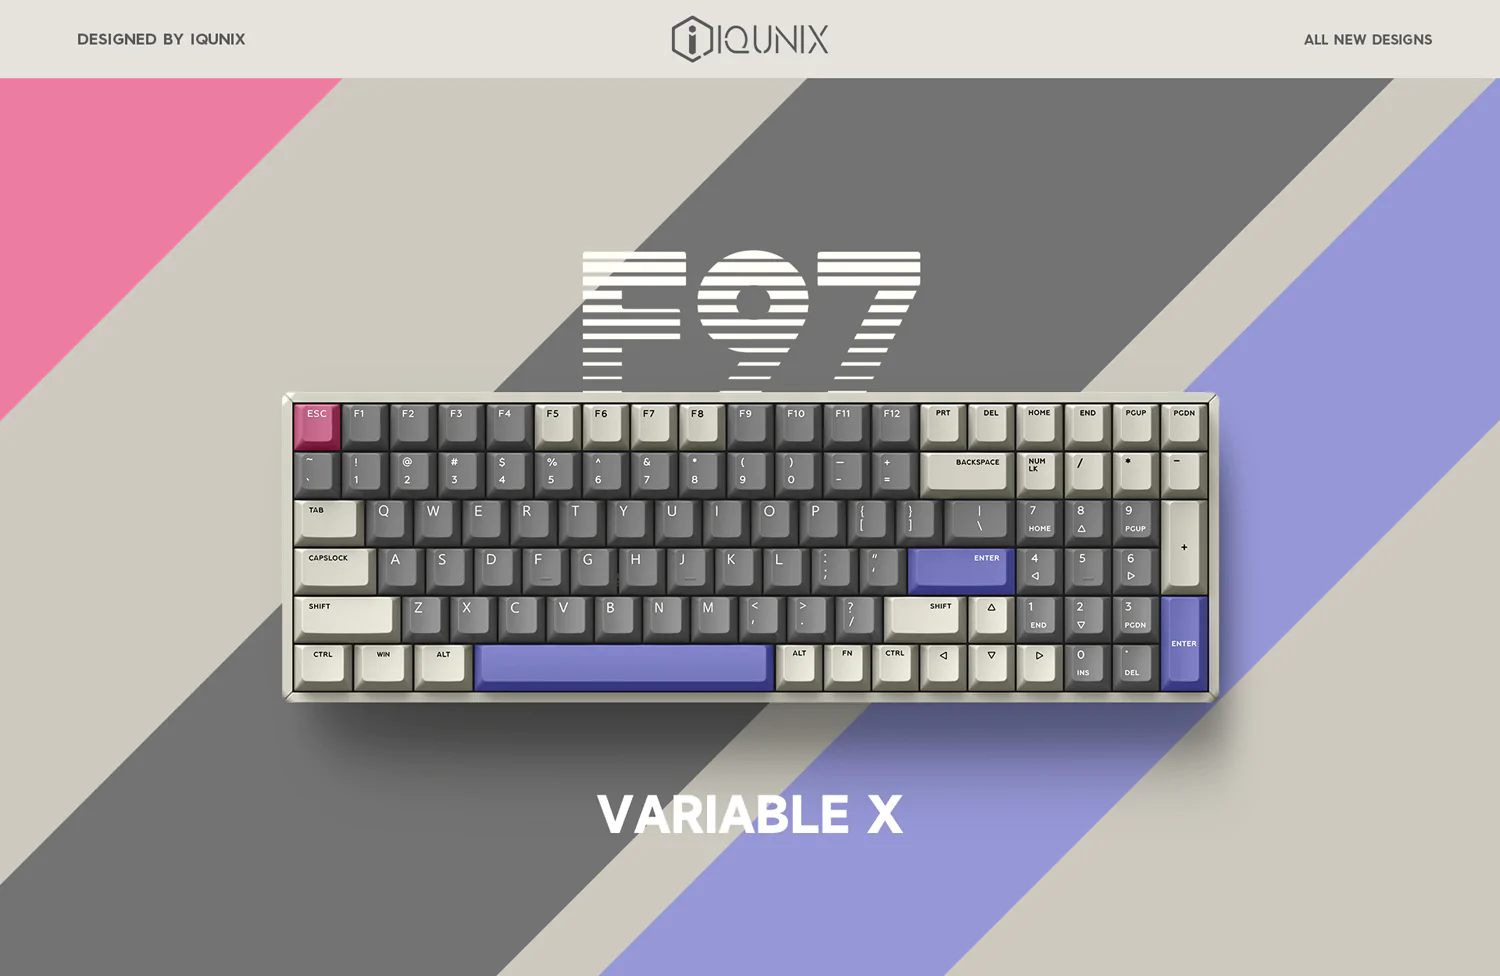 DESIGNED BY IQUNIX
IQUNIX
ALL NEW DESIGNS
F97
ESC F1 F2 F3 F4 F5 F6 F7 F8 F9 F10 F11 F12 PRT DEL HOME END PGUP PGDN
~ ! @ # $ % ^ & * ( ) — + BACKSPACE NUM / * −
` 1 2 3 4 5 6 7 8 9 0 - = LK
TAB Q W E R T Y U I O P { } | 7 8 9
[ ] \ HOME △ PGUP +
CAPSLOCK A S D F G H J K L : “ ENTER 4 5 6
; ‘ ◁ _ ▷
SHIFT Z X C V B N M < > ? SHIFT △ 1 2 3
, . / END ▽ PGDN ENTER
CTRL WIN ALT ALT FN CTRL ◁ ▽ ▷ 0 .
INS DEL
VARIABLE X